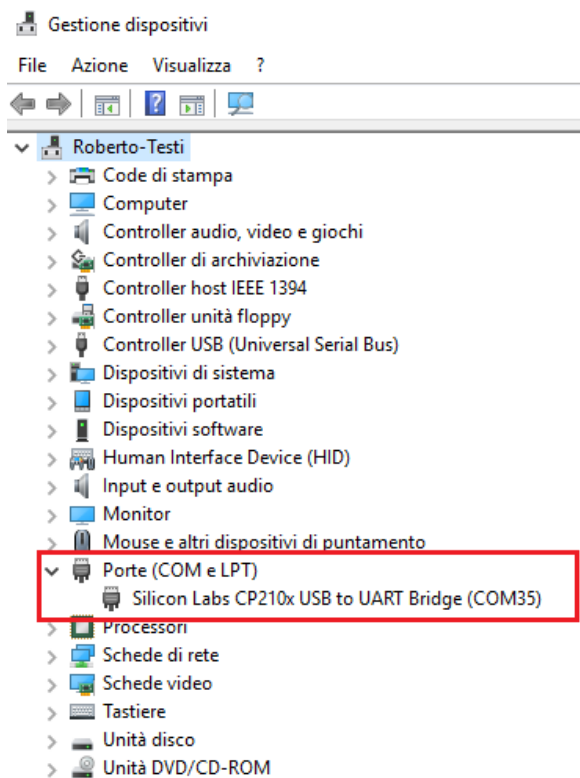 Gestione dispositivi
File Azione Visualizza ?
Roberto-Testi
Code di stampa
Computer
Controller audio, video e giochi
Controller di archiviazione
Controller host IEEE 1394
Controller unità floppy
Controller USB (Universal Serial Bus)
Dispositivi di sistema
Dispositivi portatili
Dispositivi software
Human Interface Device (HID)
Input e output audio
Monitor
Mouse e altri dispositivi di puntamento
Porte (COM e LPT)
Silicon Labs CP210x USB to UART Bridge (COM35)
Processori
Schede di rete
Schede video
Tastiere
Unità disco
Unità DVD/CD-ROM